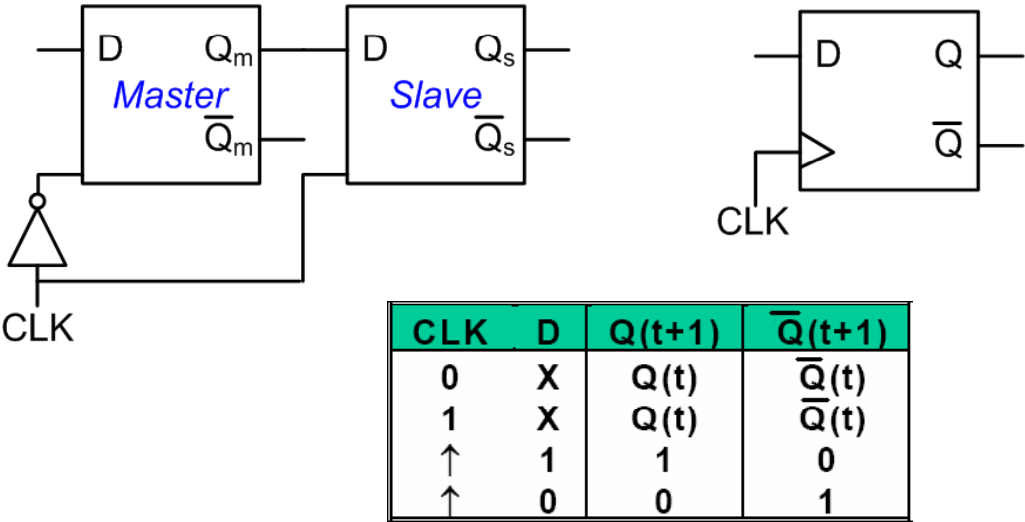 D Qm
Master
Q̅m
D Qs
Slave
Q̅s
CLK
D Q
Q̅
CLK
CLK D Q(t+1) Q̅(t+1)
0 X Q(t) Q̅(t)
1 X Q(t) Q̅(t)
↑ 1 1 0
↑ 0 0 1